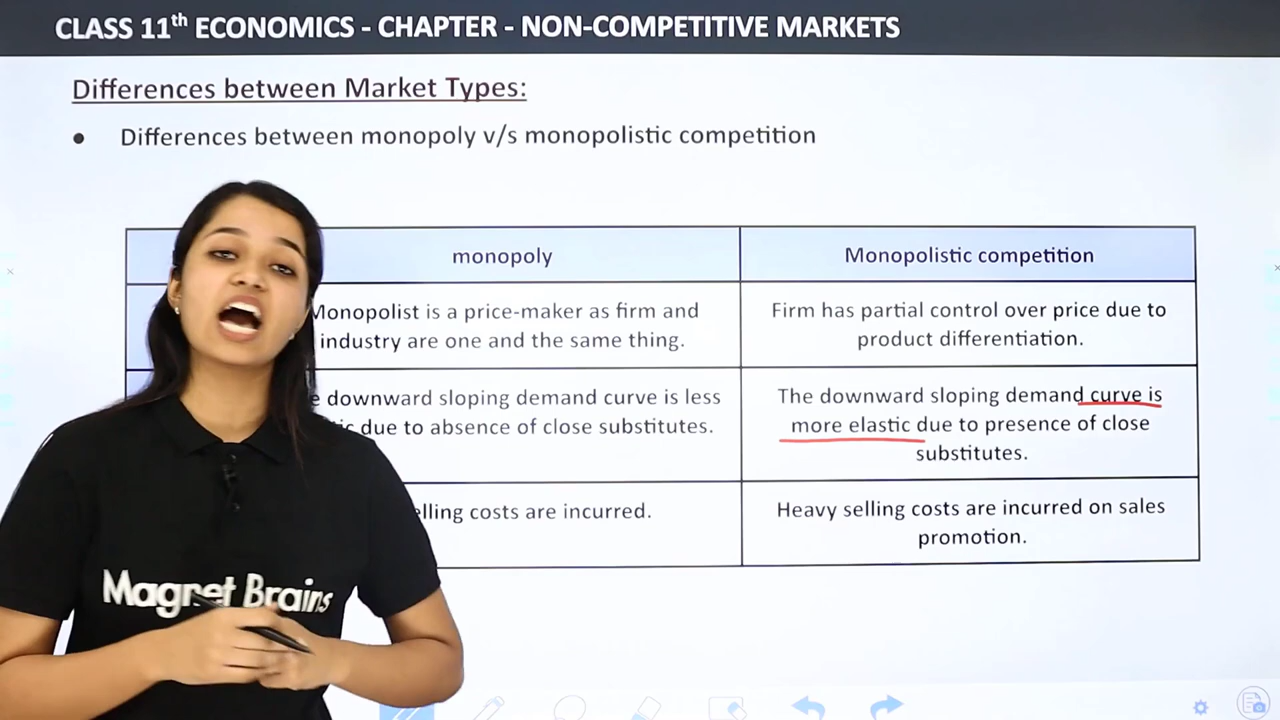 CLASS 11th ECONOMICS - CHAPTER - NON-COMPETITIVE MARKETS
Differences between Market Types:
• Differences between monopoly v/s monopolistic competition
monopoly
Monopolistic competition
Monopolist is a price-maker as firm and
industry are one and the same thing.
Firm has partial control over price due to
product differentiation.
downward sloping demand curve is less
due to absence of close substitutes.
The downward sloping demand curve is
more elastic due to presence of close
substitutes.
costs are incurred.
Heavy selling costs are incurred on sales
promotion.
Magnet Brains